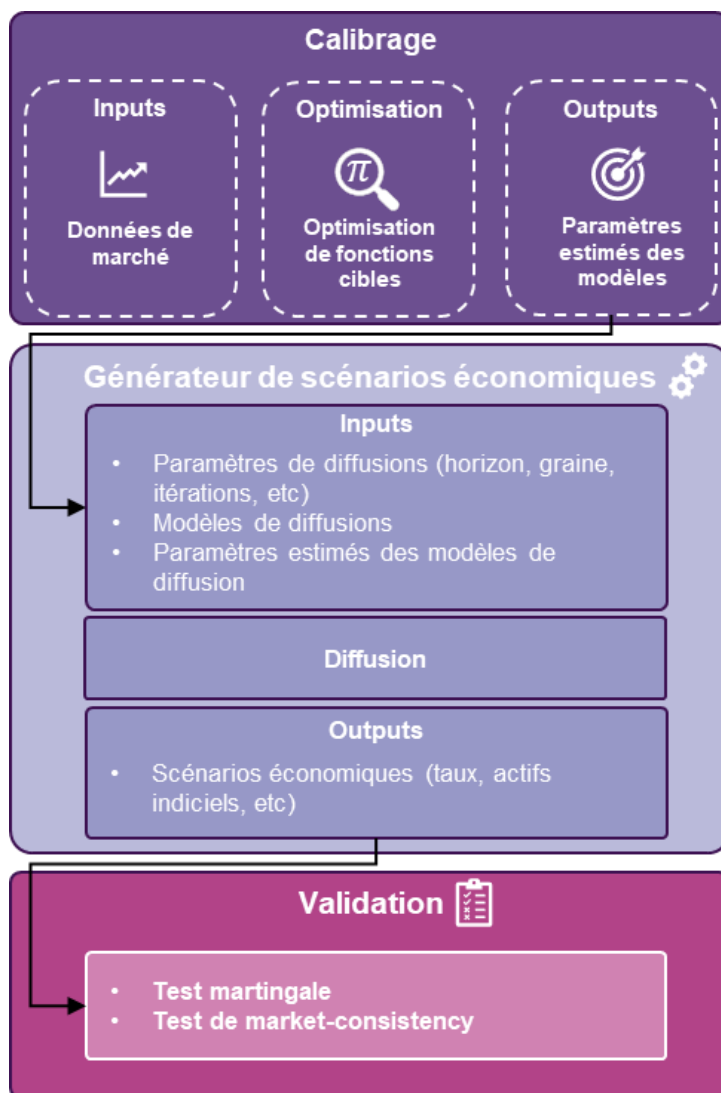 Calibrage
Inputs
Données de
marché
Optimisation
π
Optimisation
de fonctions
cibles
Outputs
Paramètres
estimés des
modèles
Générateur de scénarios économiques
Inputs
• Paramètres de diffusions (horizon, graine,
itérations, etc)
• Modèles de diffusions
• Paramètres estimés des modèles de
diffusion
Diffusion
Outputs
• Scénarios économiques (taux, actifs
indiciels, etc)
Validation
• Test martingale
• Test de market-consistency